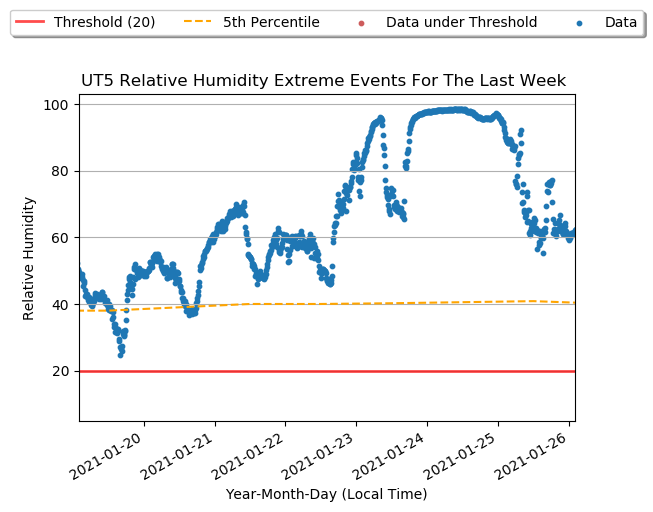 Threshold (20) 5th Percentile Data under Threshold Data
UT5 Relative Humidity Extreme Events For The Last Week
100
80
60
40
20
Relative Humidity
2021-01-20 2021-01-21 2021-01-22 2021-01-23 2021-01-24 2021-01-25 2021-01-26
Year-Month-Day (Local Time)